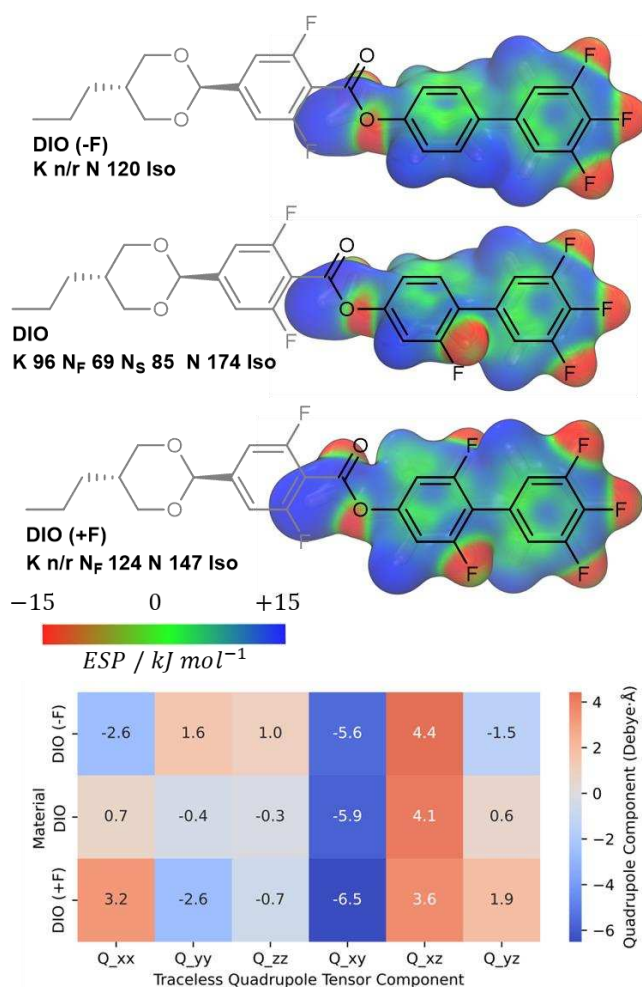 F
O
O
O
O
F
F
F
F
DIO (-F)
K n/r N 120 Iso
F
O
O
O
O
F
F
F
F
F
DIO
K 96 N_F 69 N_S 85 N 174 Iso
F
O
O
O
O
F
F
F
F
F
F
DIO (+F)
K n/r N_F 124 N 147 Iso
−15 0 +15
ESP / kJ mol⁻¹
Material
DIO (-F) -2.6 1.6 1.0 -5.6 4.4 -1.5
DIO 0.7 -0.4 -0.3 -5.9 4.1 0.6
DIO (+F) 3.2 -2.6 -0.7 -6.5 3.6 1.9
Q_xx Q_yy Q_zz Q_xy Q_xz Q_yz
Traceless Quadrupole Tensor Component
4
2
0
−2
−4
−6
Quadrupole Component (Debye·Å)